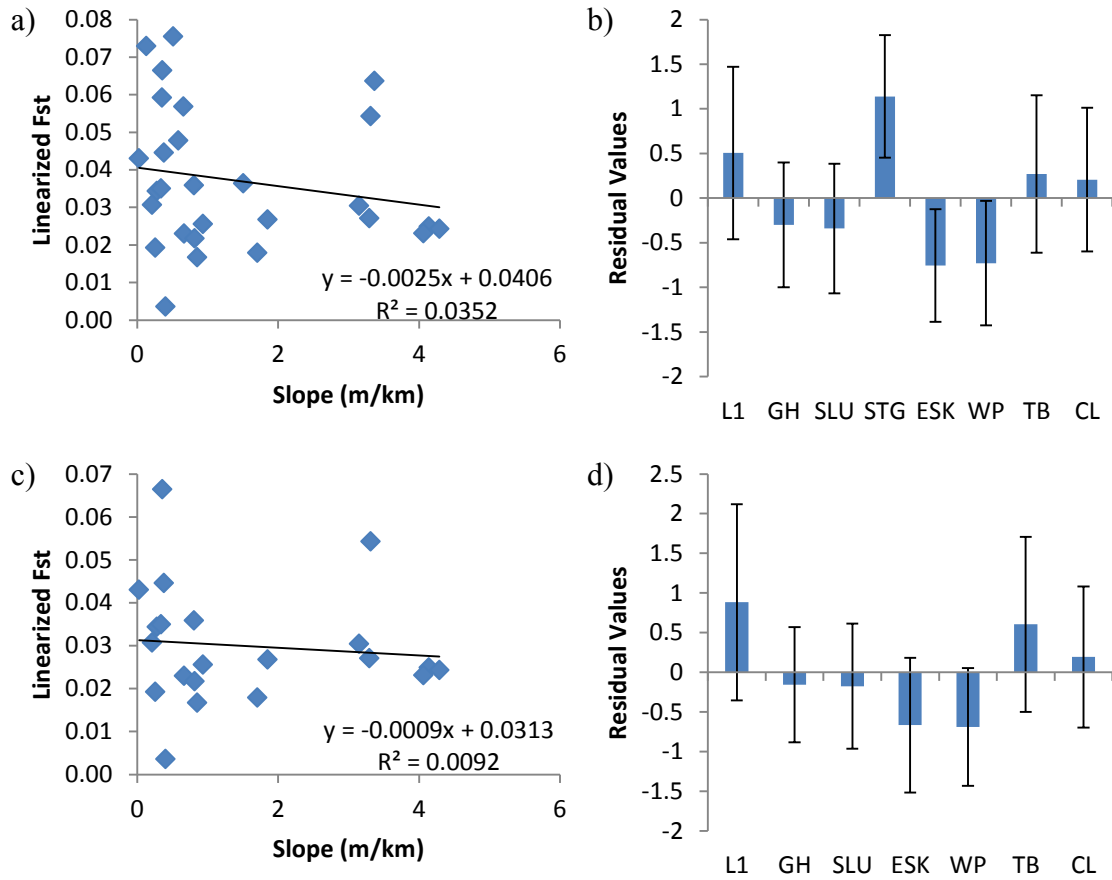 a)
0.08
0.07
0.06
0.05
0.04
0.03
0.02
0.01
0.00
Linearized Fst
y = -0.0025x + 0.0406
R² = 0.0352
0 2 4 6
Slope (m/km)
b)
2
1.5
1
0.5
0
-0.5
-1
-1.5
-2
Residual Values
L1 GH SLU STG ESK WP TB CL
c)
0.07
0.06
0.05
0.04
0.03
0.02
0.01
0.00
Linearized Fst
y = -0.0009x + 0.0313
R² = 0.0092
0 2 4 6
Slope (m/km)
d)
2.5
2
1.5
1
0.5
0
-0.5
-1
-1.5
-2
Residual Values
L1 GH SLU ESK WP TB CL